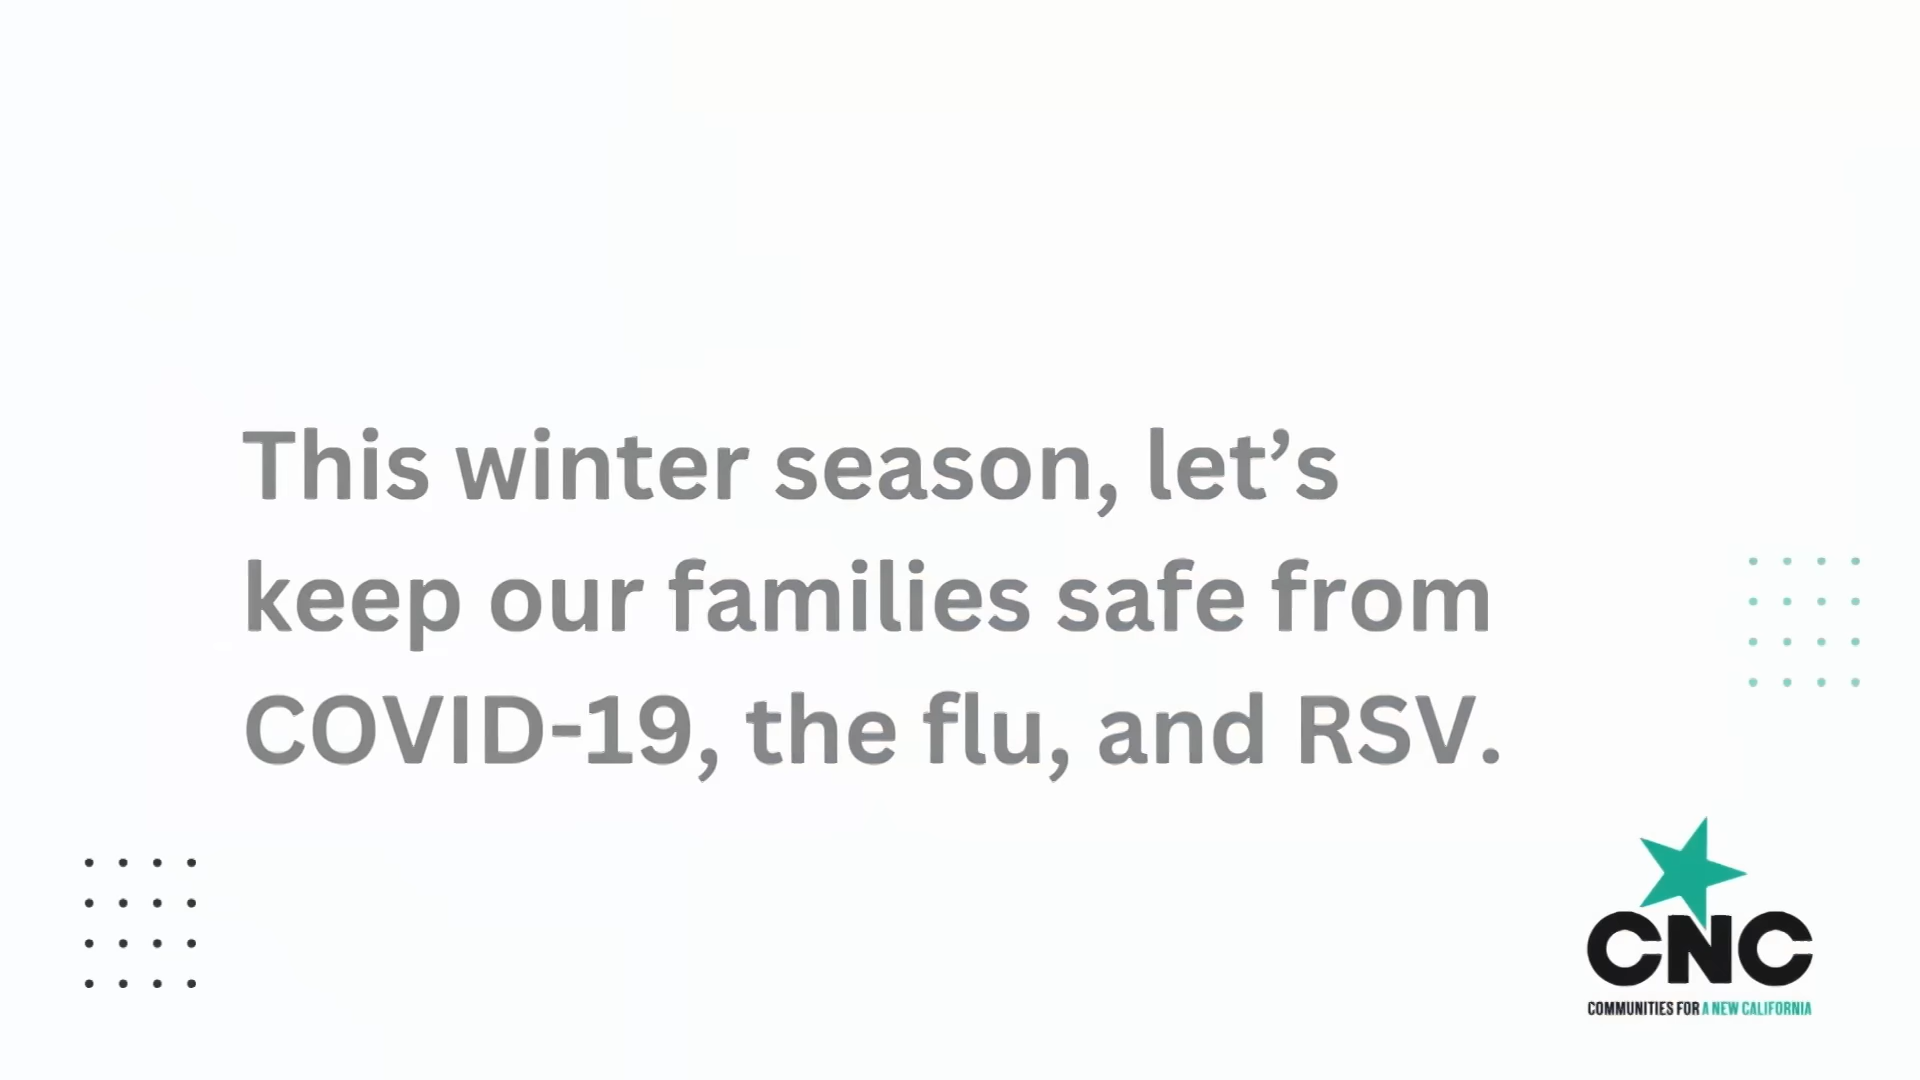 This winter season, let’s
keep our families safe from
COVID-19, the flu, and RSV.
CNC
COMMUNITIES FOR A NEW CALIFORNIA